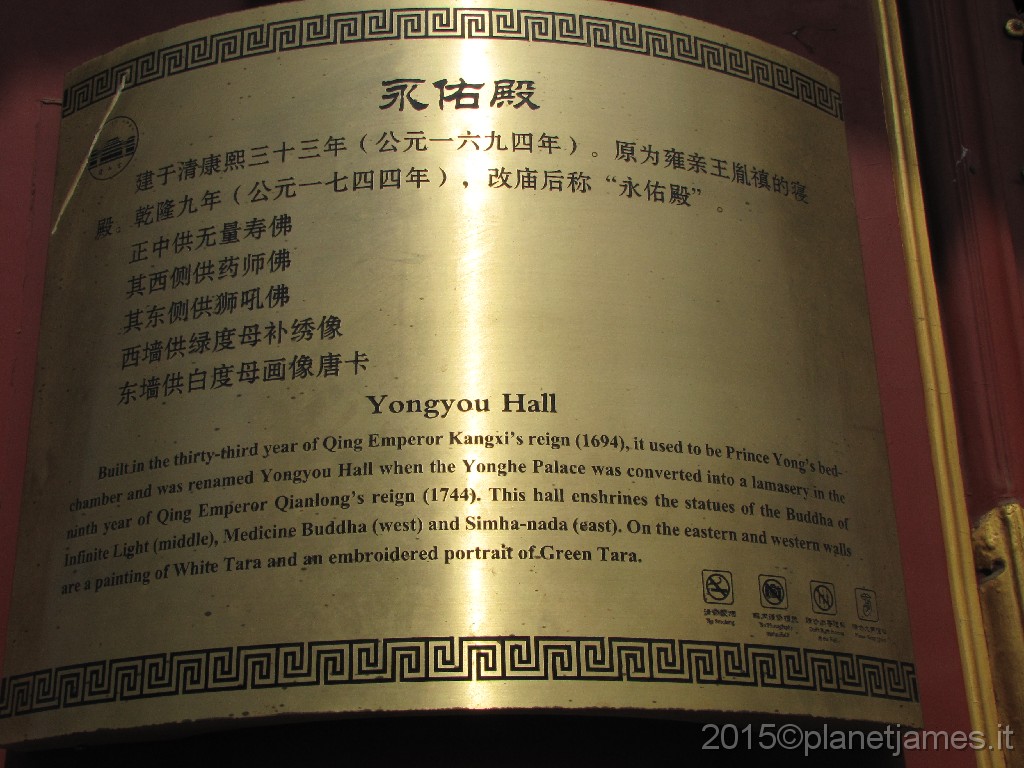 永佑殿
建于清康熙三十三年（公元一六九四年）。原为雍亲王胤禛的寝
殿。乾隆九年（公元一七四四年），改庙后称“永佑殿”。
正中供无量寿佛
其西侧供药师佛
其东侧供狮吼佛
西墙供绿度母补绣像
东墙供白度母画像唐卡
Yongyou Hall
Built in the thirty-third year of Qing Emperor Kangxi's reign (1694), it used to be Prince Yong's bed-
chamber and was renamed Yongyou Hall when the Yonghe Palace was converted into a lamasery in the
ninth year of Qing Emperor Qianlong's reign (1744). This hall enshrines the statues of the Buddha of
Infinite Light (middle), Medicine Buddha (west) and Simha-nada (east). On the eastern and western walls
are a painting of White Tara and an embroidered portrait of Green Tara.
请勿吸烟
No Smoking
2015©planetjames.it